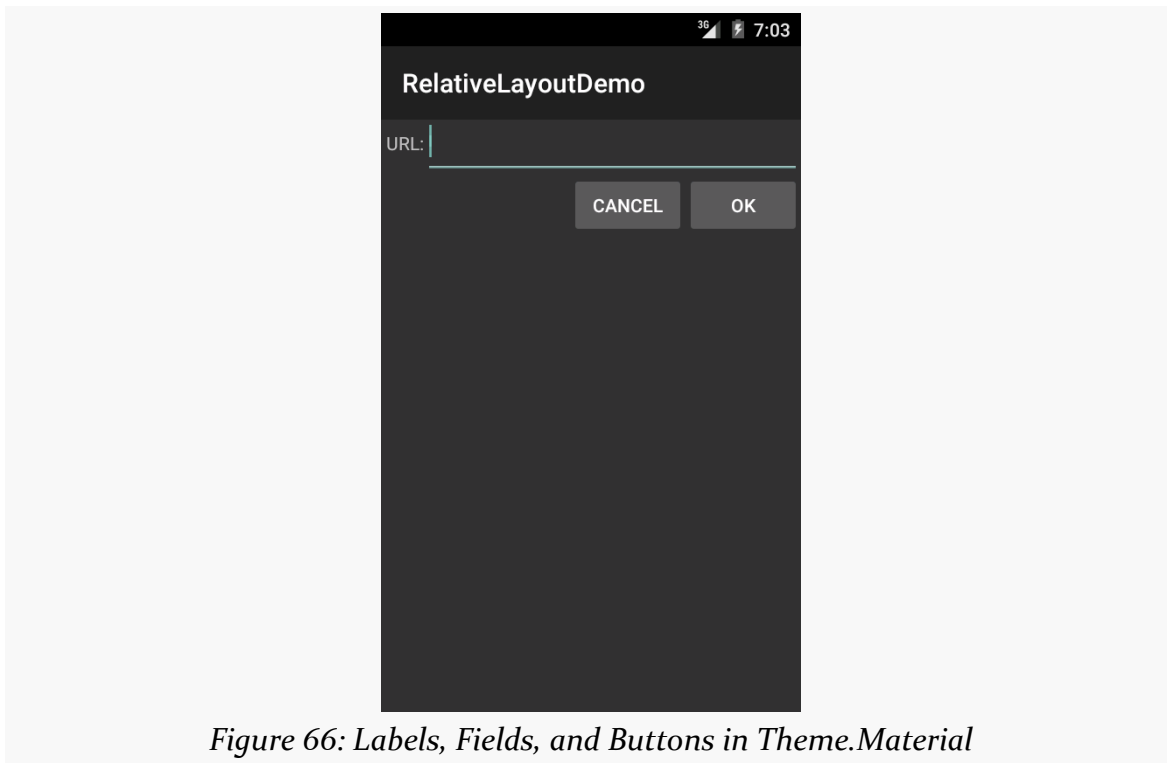 3G 7:03
RelativeLayoutDemo
URL:
CANCEL OK
Figure 66: Labels, Fields, and Buttons in Theme.Material